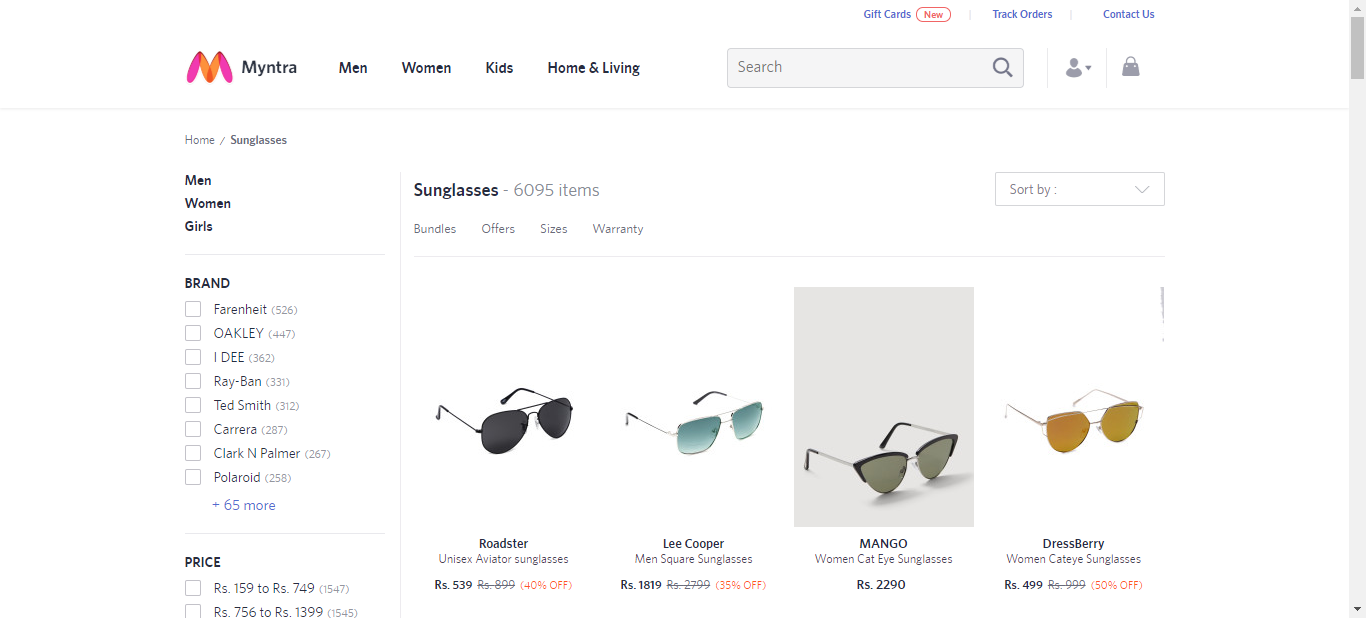 Gift Cards New Track Orders Contact Us
Myntra Men Women Kids Home & Living Search
Home / Sunglasses
Men
Women
Girls
BRAND
Farenheit (526)
OAKLEY (447)
I DEE (362)
Ray-Ban (331)
Ted Smith (312)
Carrera (287)
Clark N Palmer (267)
Polaroid (258)
+ 65 more
PRICE
Rs. 159 to Rs. 749 (1547)
Rs. 756 to Rs. 1399 (1545)
Sunglasses - 6095 items
Sort by :
Bundles Offers Sizes Warranty
Roadster
Unisex Aviator sunglasses
Rs. 539 Rs. 899 (40% OFF)
Lee Cooper
Men Square Sunglasses
Rs. 1819 Rs. 2799 (35% OFF)
MANGO
Women Cat Eye Sunglasses
Rs. 2290
DressBerry
Women Cateye Sunglasses
Rs. 499 Rs. 999 (50% OFF)